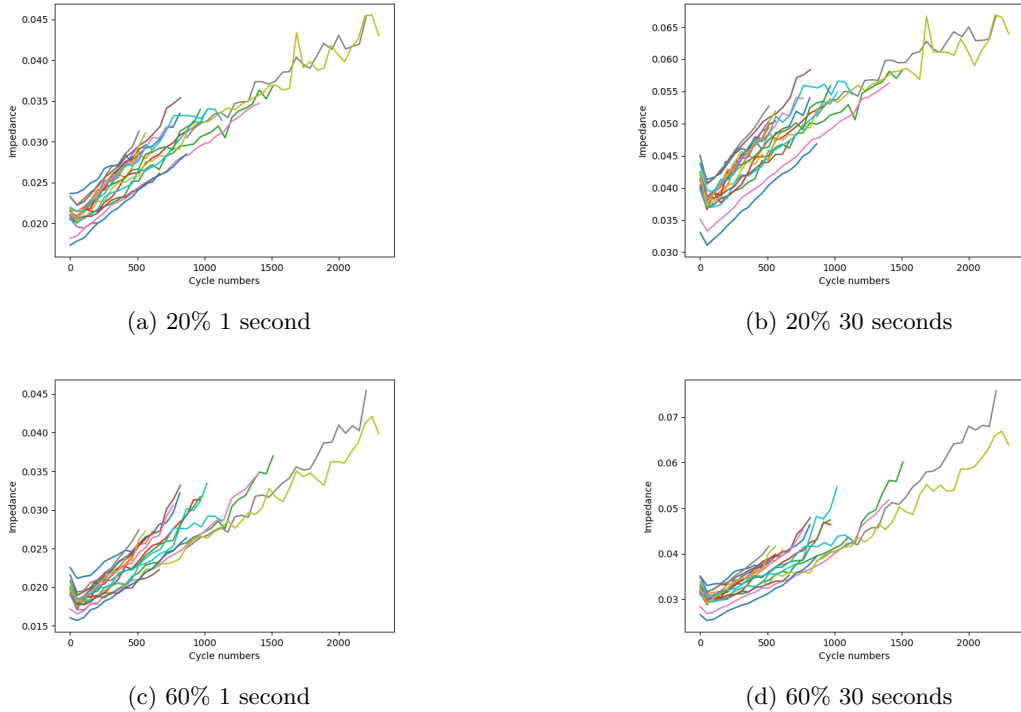 0.045
0.040
0.035
0.030
0.025
0.020
Impedance
0 500 1000 1500 2000
Cycle numbers
(a) 20% 1 second
0.065
0.060
0.055
0.050
0.045
0.040
0.035
0.030
Impedance
0 500 1000 1500 2000
Cycle numbers
(b) 20% 30 seconds
0.045
0.040
0.035
0.030
0.025
0.020
0.015
Impedance
0 500 1000 1500 2000
Cycle numbers
(c) 60% 1 second
0.07
0.06
0.05
0.04
0.03
Impedance
0 500 1000 1500 2000
Cycle numbers
(d) 60% 30 seconds